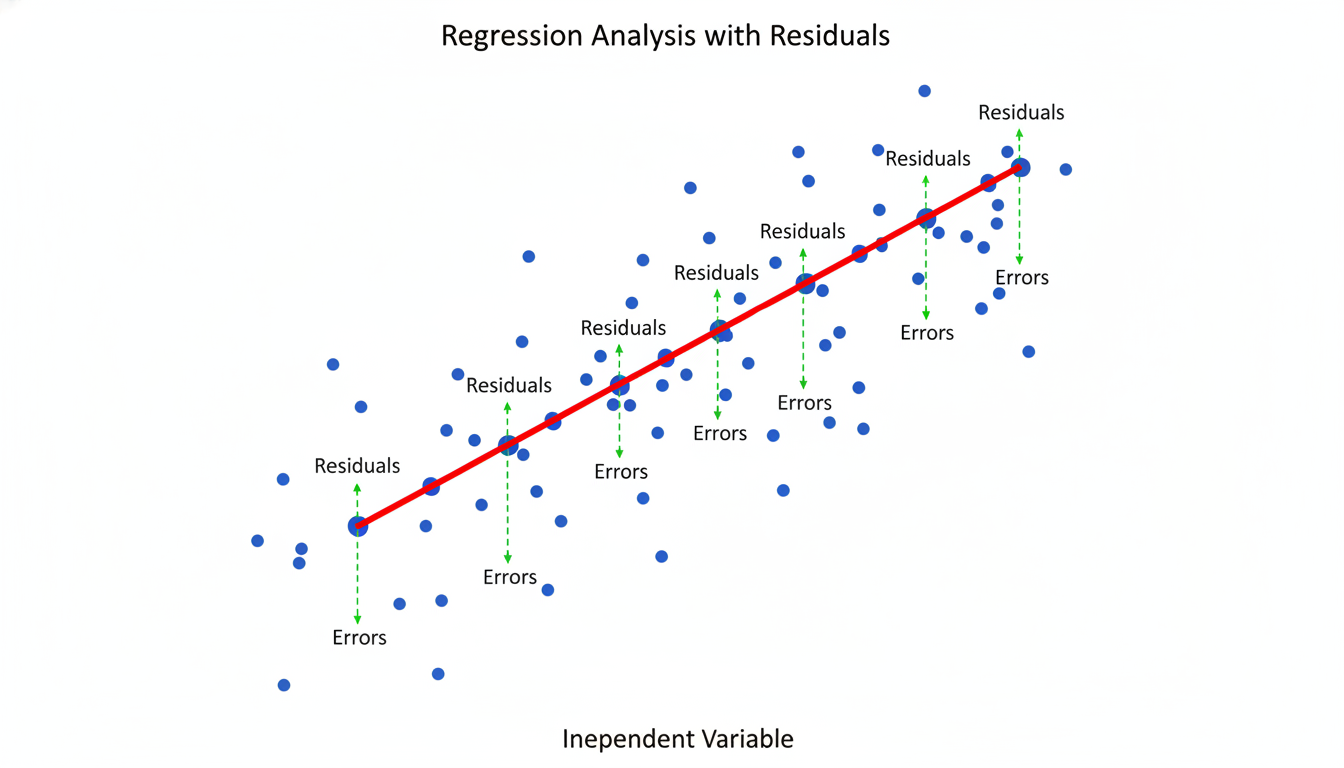 Regression Analysis with Residuals
Residuals
Residuals
Residuals
Residuals
Residuals
Errors
Residuals
Errors
Residuals
Errors
Errors
Residuals
Errors
Errors
Errors
Inependent Variable